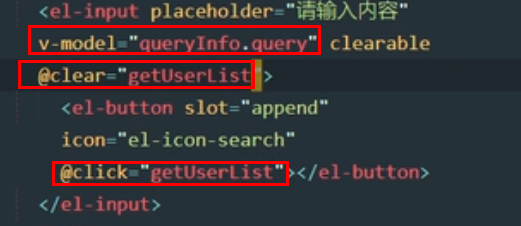 <el-input placeholder="请输入内容"
v-model="queryInfo.query" clearable
@clear="getUserList">
<el-button slot="append"
icon="el-icon-search"
@click="getUserList"></el-button>
</el-input>